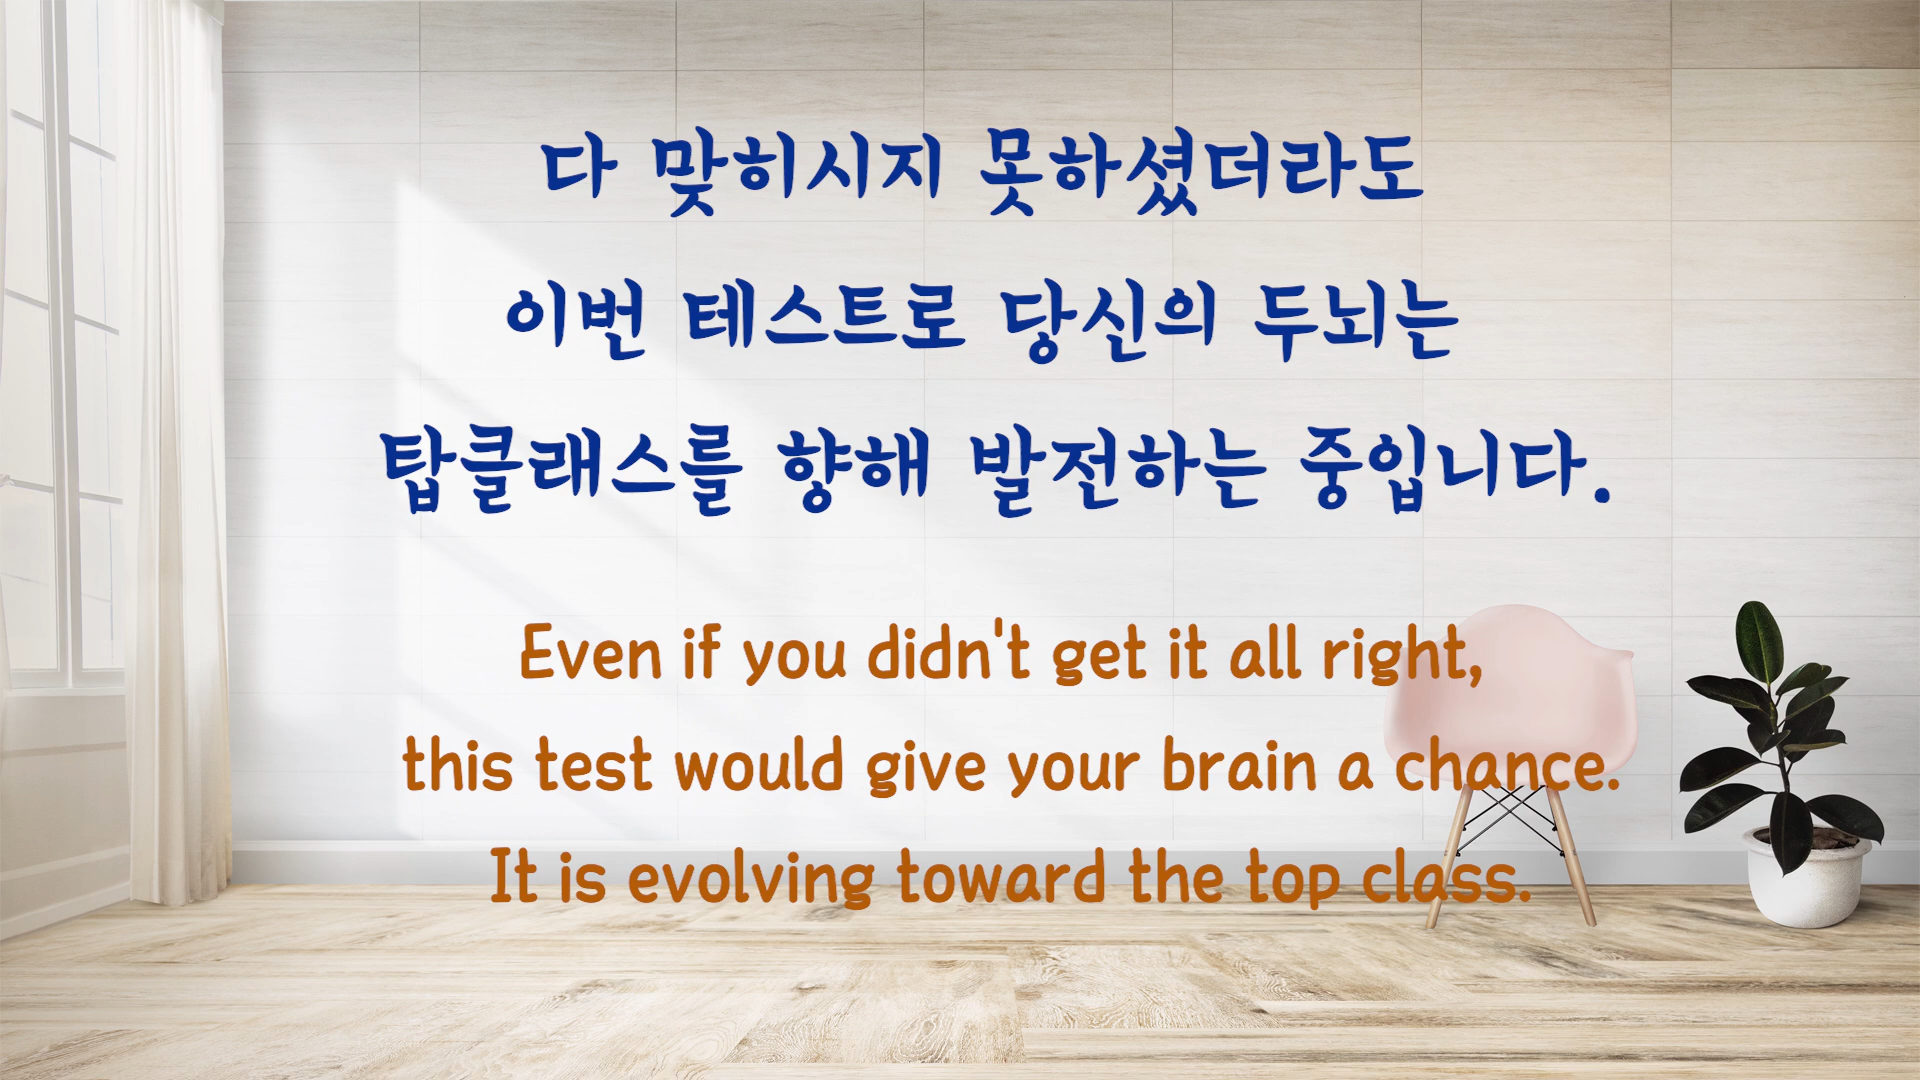 다 맞히시지 못하셨더라도
이번 테스트로 당신의 두뇌는
탑클래스를 향해 발전하는 중입니다.
Even if you didn't get it all right,
this test would give your brain a chance.
It is evolving toward the top class.